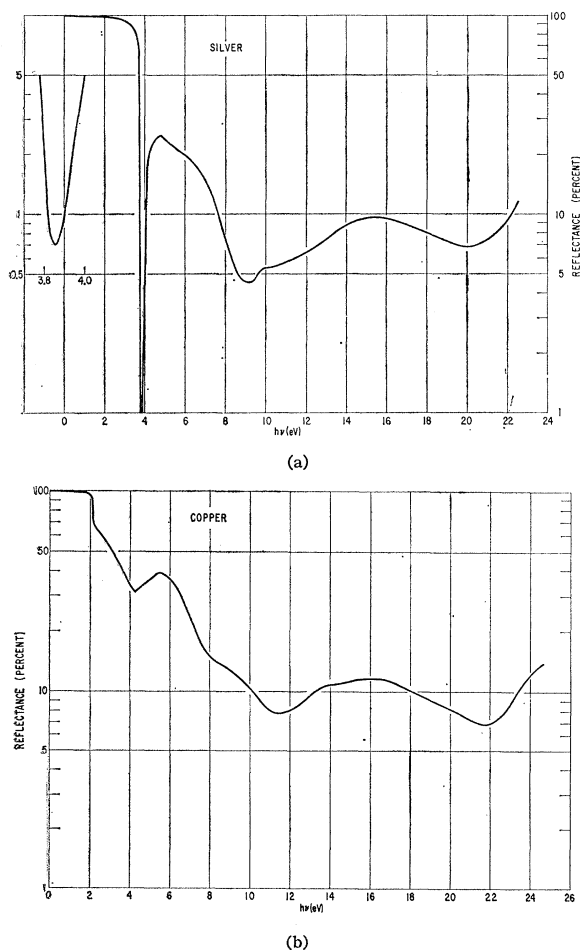 SILVER
100
50
10
5
1
REFLECTANCE (PERCENT)
.5
.1
0.5
3.8 4.0
0 2 4 6 8 10 12 14 16 18 20 22 24
hν(eV)
(a)
COPPER
100
50
10
5
REFLECTANCE (PERCENT)
0 2 4 6 8 10 12 14 16 18 20 22 24 26
hν(eV)
(b)